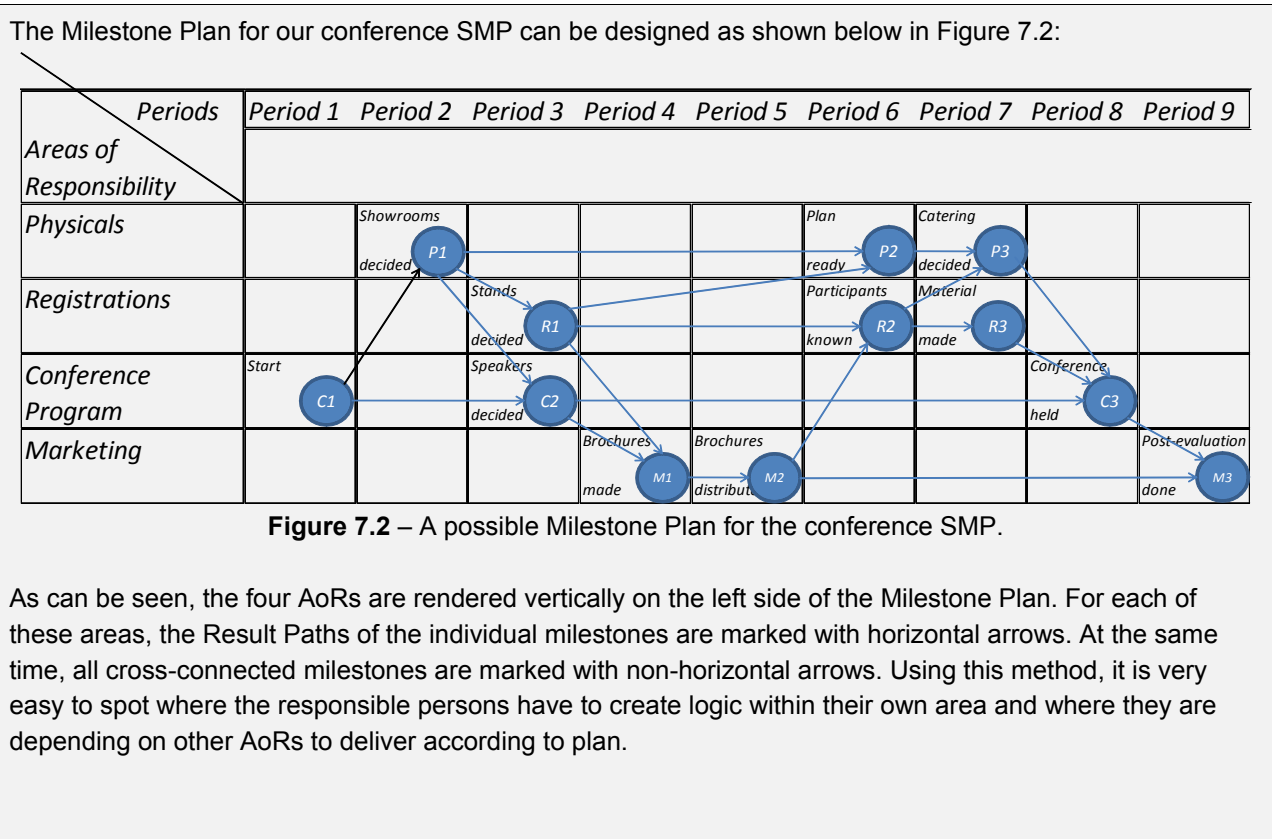 The Milestone Plan for our conference SMP can be designed as shown below in Figure 7.2:
Periods Period 1 Period 2 Period 3 Period 4 Period 5 Period 6 Period 7 Period 8 Period 9
Areas of
Responsibility
Physicals
Showrooms
decided
P1
Plan
ready
P2
Catering
decided
P3
Registrations
Stands
decided
R1
Participants
known
R2
Material
made
R3
Conference
Program
Start
C1
Speakers
decided
C2
Conference
held
C3
Marketing
Brochures
made
M1
Brochures
distribut
M2
Post-evaluation
done
M3
Figure 7.2 – A possible Milestone Plan for the conference SMP.
As can be seen, the four AoRs are rendered vertically on the left side of the Milestone Plan. For each of
these areas, the Result Paths of the individual milestones are marked with horizontal arrows. At the same
time, all cross-connected milestones are marked with non-horizontal arrows. Using this method, it is very
easy to spot where the responsible persons have to create logic within their own area and where they are
depending on other AoRs to deliver according to plan.